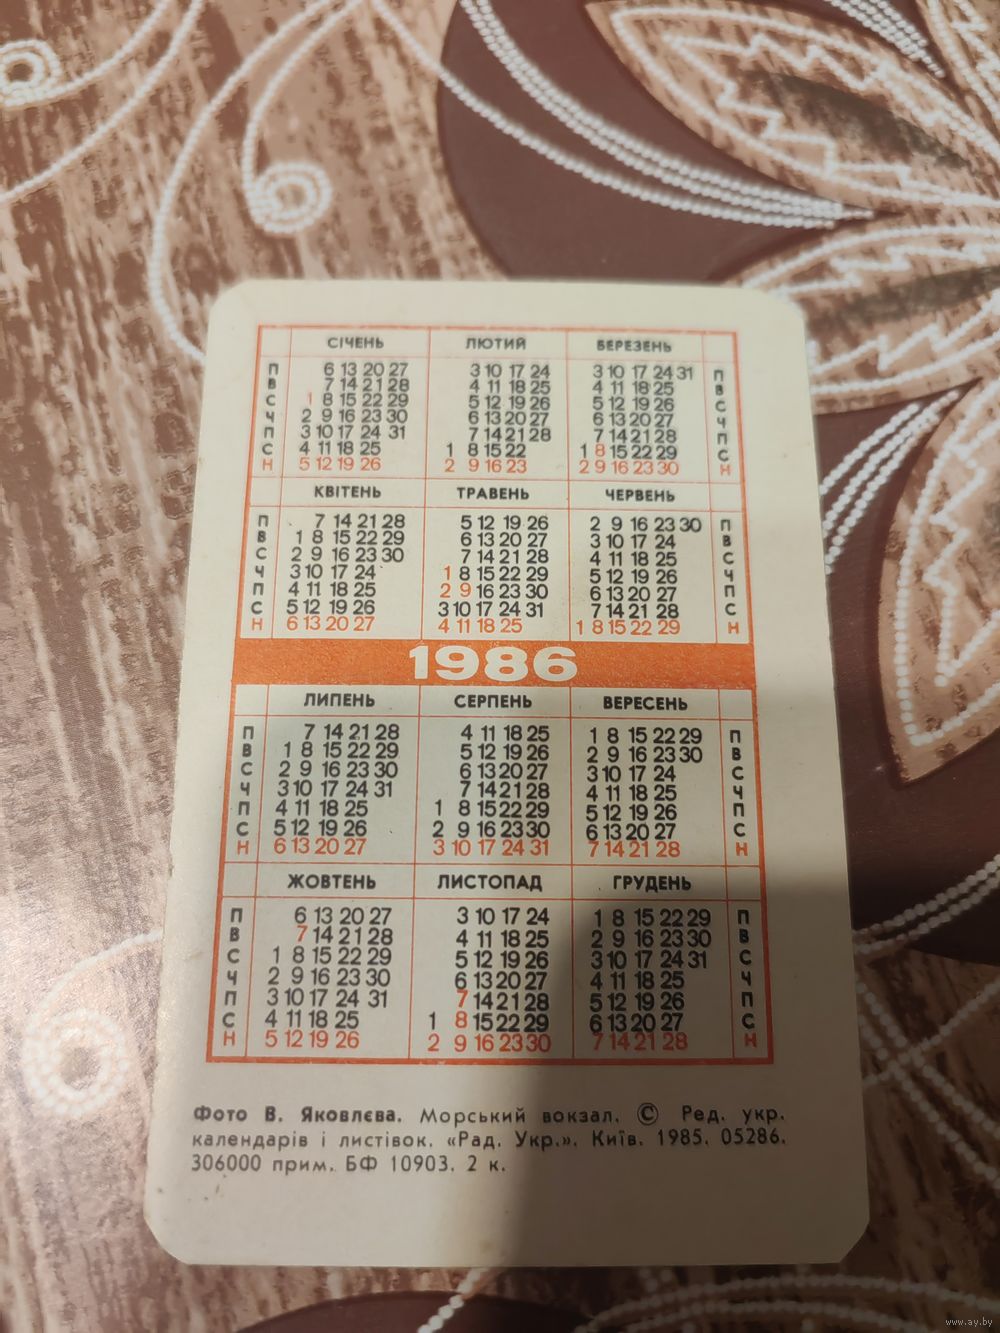 СІЧЕНЬ ЛЮТИЙ БЕРЕЗЕНЬ
П 6 13 20 27 3 10 17 24 3 10 17 24 31 П
В 7 14 21 28 4 11 18 25 4 11 18 25 В
С 1 8 15 22 29 5 12 19 26 5 12 19 26 С
Ч 2 9 16 23 30 6 13 20 27 6 13 20 27 Ч
П 3 10 17 24 31 7 14 21 28 7 14 21 28 П
С 4 11 18 25 1 8 15 22 1 8 15 22 29 С
Н 5 12 19 26 2 9 16 23 2 9 16 23 30 Н
КВІТЕНЬ ТРАВЕНЬ ЧЕРВЕНЬ
П 7 14 21 28 5 12 19 26 2 9 16 23 30 П
В 1 8 15 22 29 6 13 20 27 3 10 17 24 В
С 2 9 16 23 30 7 14 21 28 4 11 18 25 С
Ч 3 10 17 24 1 8 15 22 29 5 12 19 26 Ч
П 4 11 18 25 2 9 16 23 30 6 13 20 27 П
С 5 12 19 26 3 10 17 24 31 7 14 21 28 С
Н 6 13 20 27 4 11 18 25 1 8 15 22 29 Н
1986
ЛИПЕНЬ СЕРПЕНЬ ВЕРЕСЕНЬ
П 7 14 21 28 4 11 18 25 1 8 15 22 29 П
В 1 8 15 22 29 5 12 19 26 2 9 16 23 30 В
С 2 9 16 23 30 6 13 20 27 3 10 17 24 С
Ч 3 10 17 24 31 7 14 21 28 4 11 18 25 Ч
П 4 11 18 25 1 8 15 22 29 5 12 19 26 П
С 5 12 19 26 2 9 16 23 30 6 13 20 27 С
Н 6 13 20 27 3 10 17 24 31 7 14 21 28 Н
ЖОВТЕНЬ ЛИСТОПАД ГРУДЕНЬ
П 6 13 20 27 3 10 17 24 1 8 15 22 29 П
В 7 14 21 28 4 11 18 25 2 9 16 23 30 В
С 1 8 15 22 29 5 12 19 26 3 10 17 24 31 С
Ч 2 9 16 23 30 6 13 20 27 4 11 18 25 Ч
П 3 10 17 24 31 7 14 21 28 5 12 19 26 П
С 4 11 18 25 1 8 15 22 29 6 13 20 27 С
Н 5 12 19 26 2 9 16 23 30 7 14 21 28 Н
Фото В. Яковлєва. Морський вокзал. © Ред. укр.
календарів і листівок. «Рад. Укр.». Київ. 1985. 05286.
306000 прим. БФ 10903. 2 к.
www.ay.by